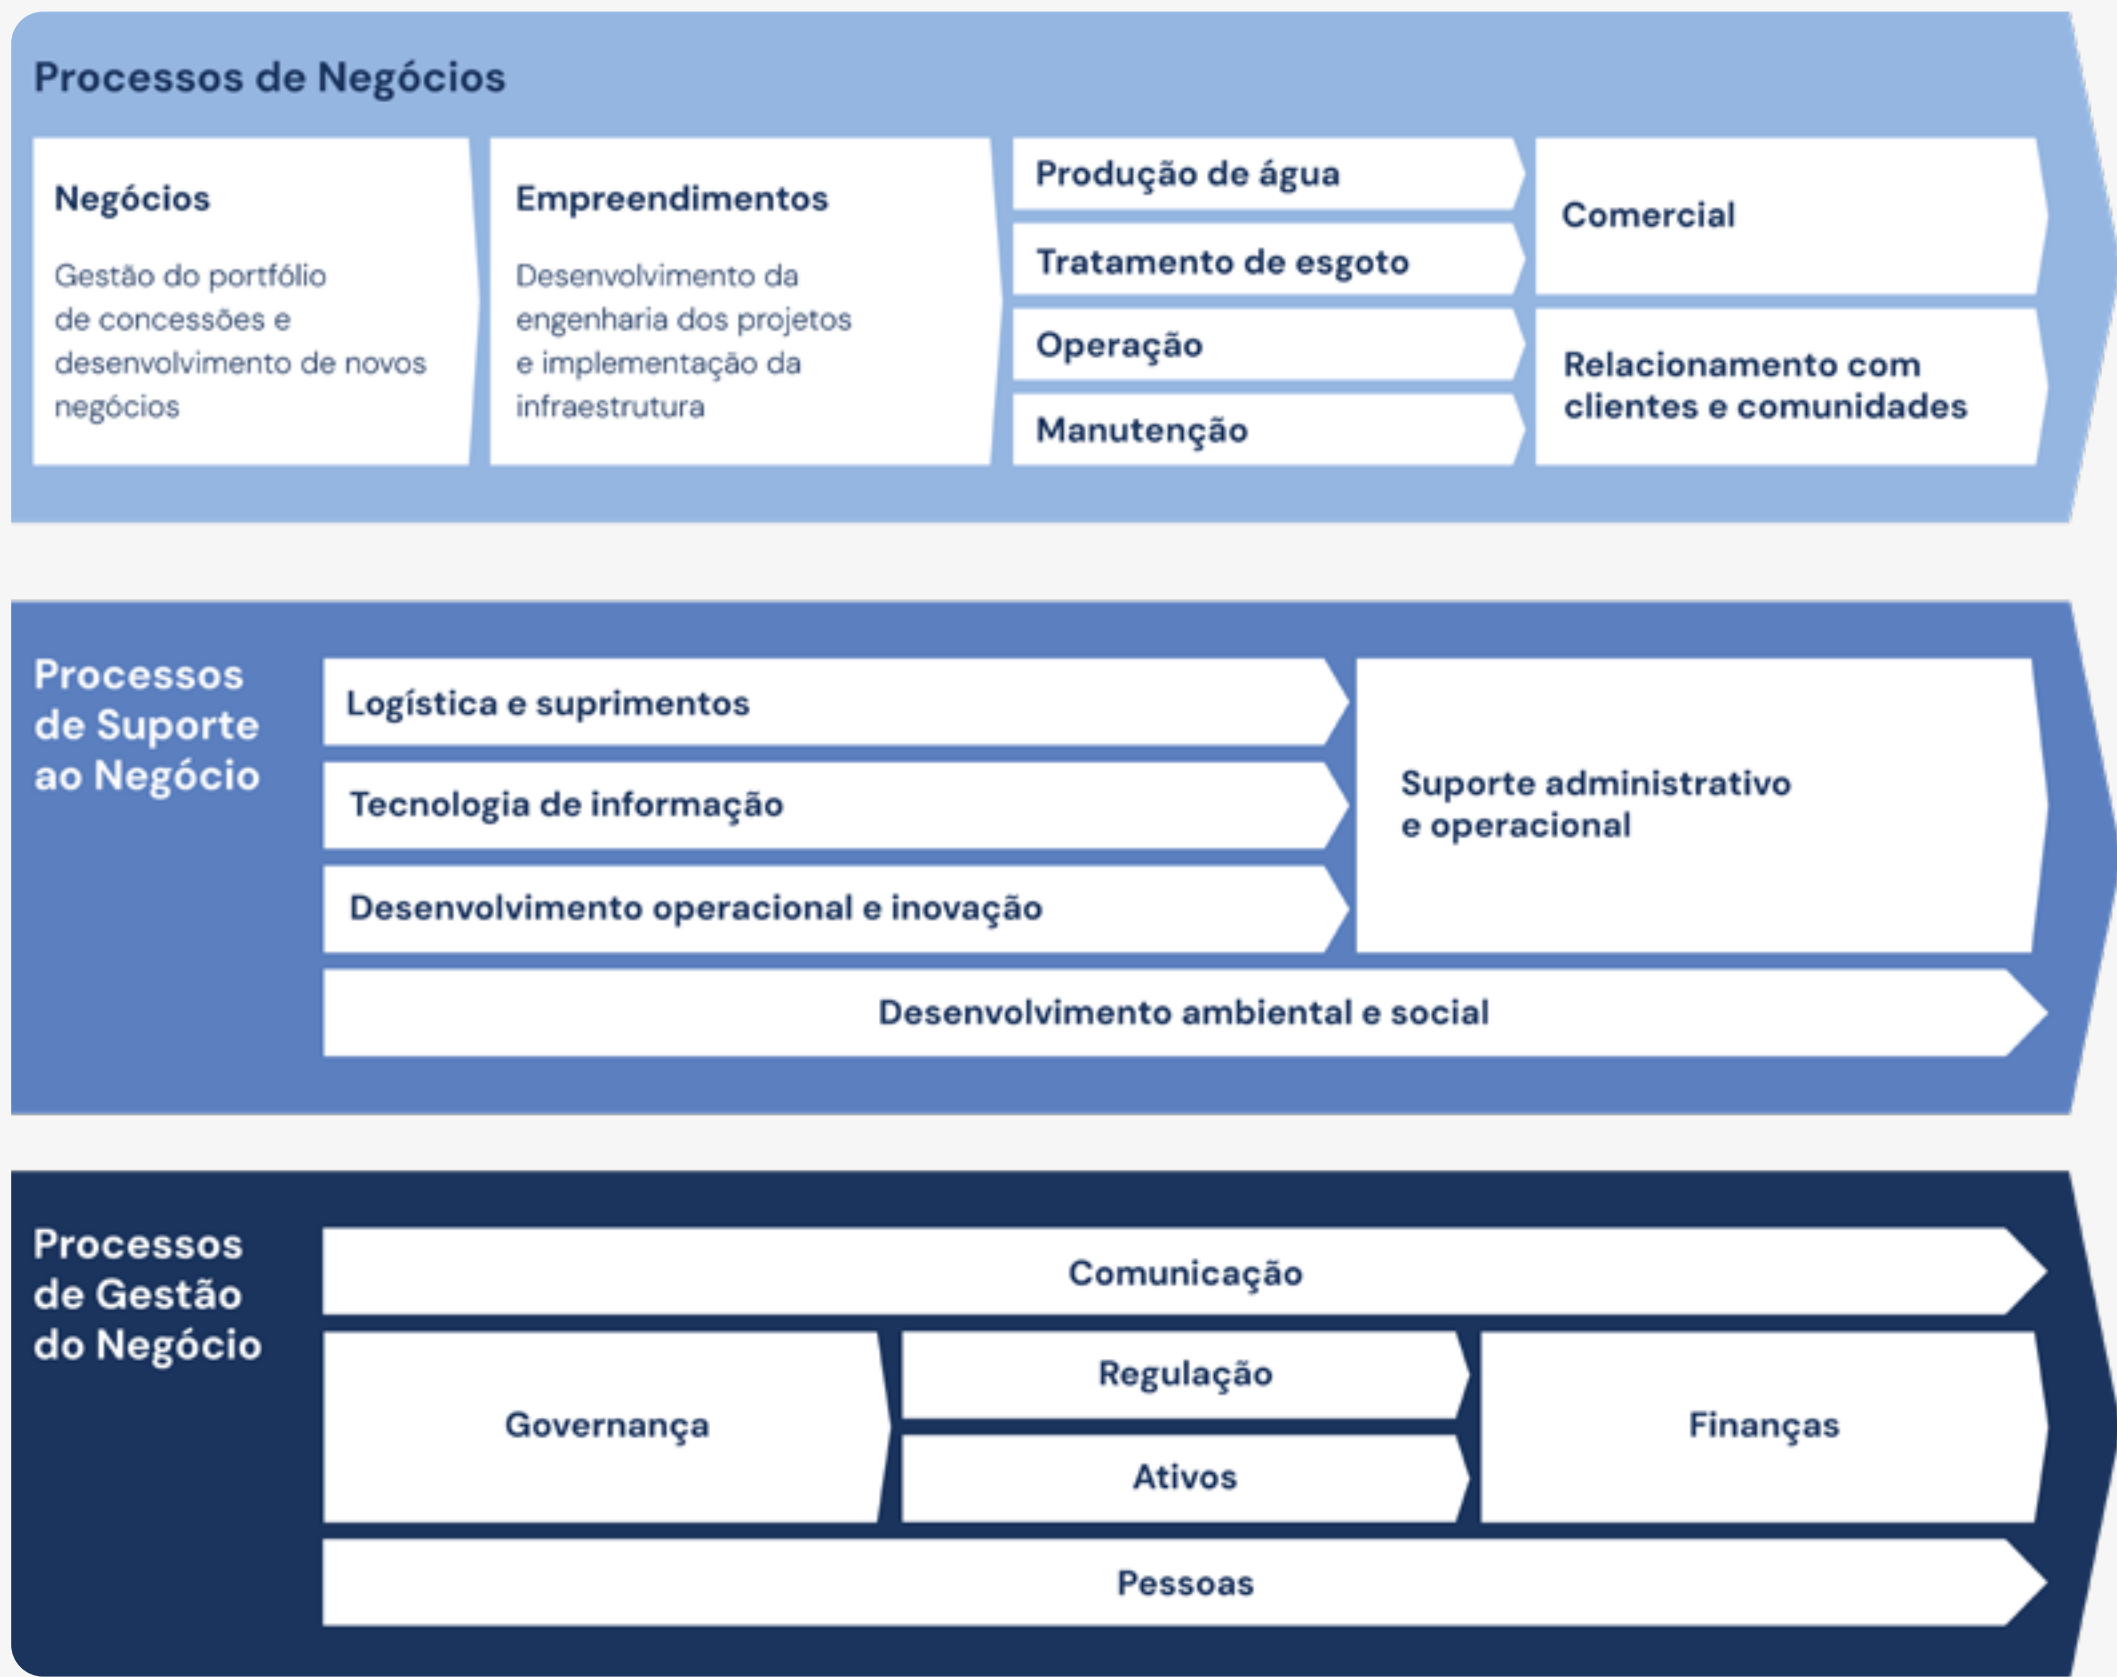 Processos de Negócios
Negócios
Gestão do portfólio
de concessões e
desenvolvimento de novos
negócios
Empreendimentos
Desenvolvimento da
engenharia dos projetos
e implementação da
infraestrutura
Produção de água
Tratamento de esgoto
Operação
Manutenção
Comercial
Relacionamento com
clientes e comunidades
Processos
de Suporte
ao Negócio
Logística e suprimentos
Tecnologia de informação
Desenvolvimento operacional e inovação
Suporte administrativo
e operacional
Desenvolvimento ambiental e social
Processos
de Gestão
do Negócio
Comunicação
Governança
Regulação
Ativos
Finanças
Pessoas